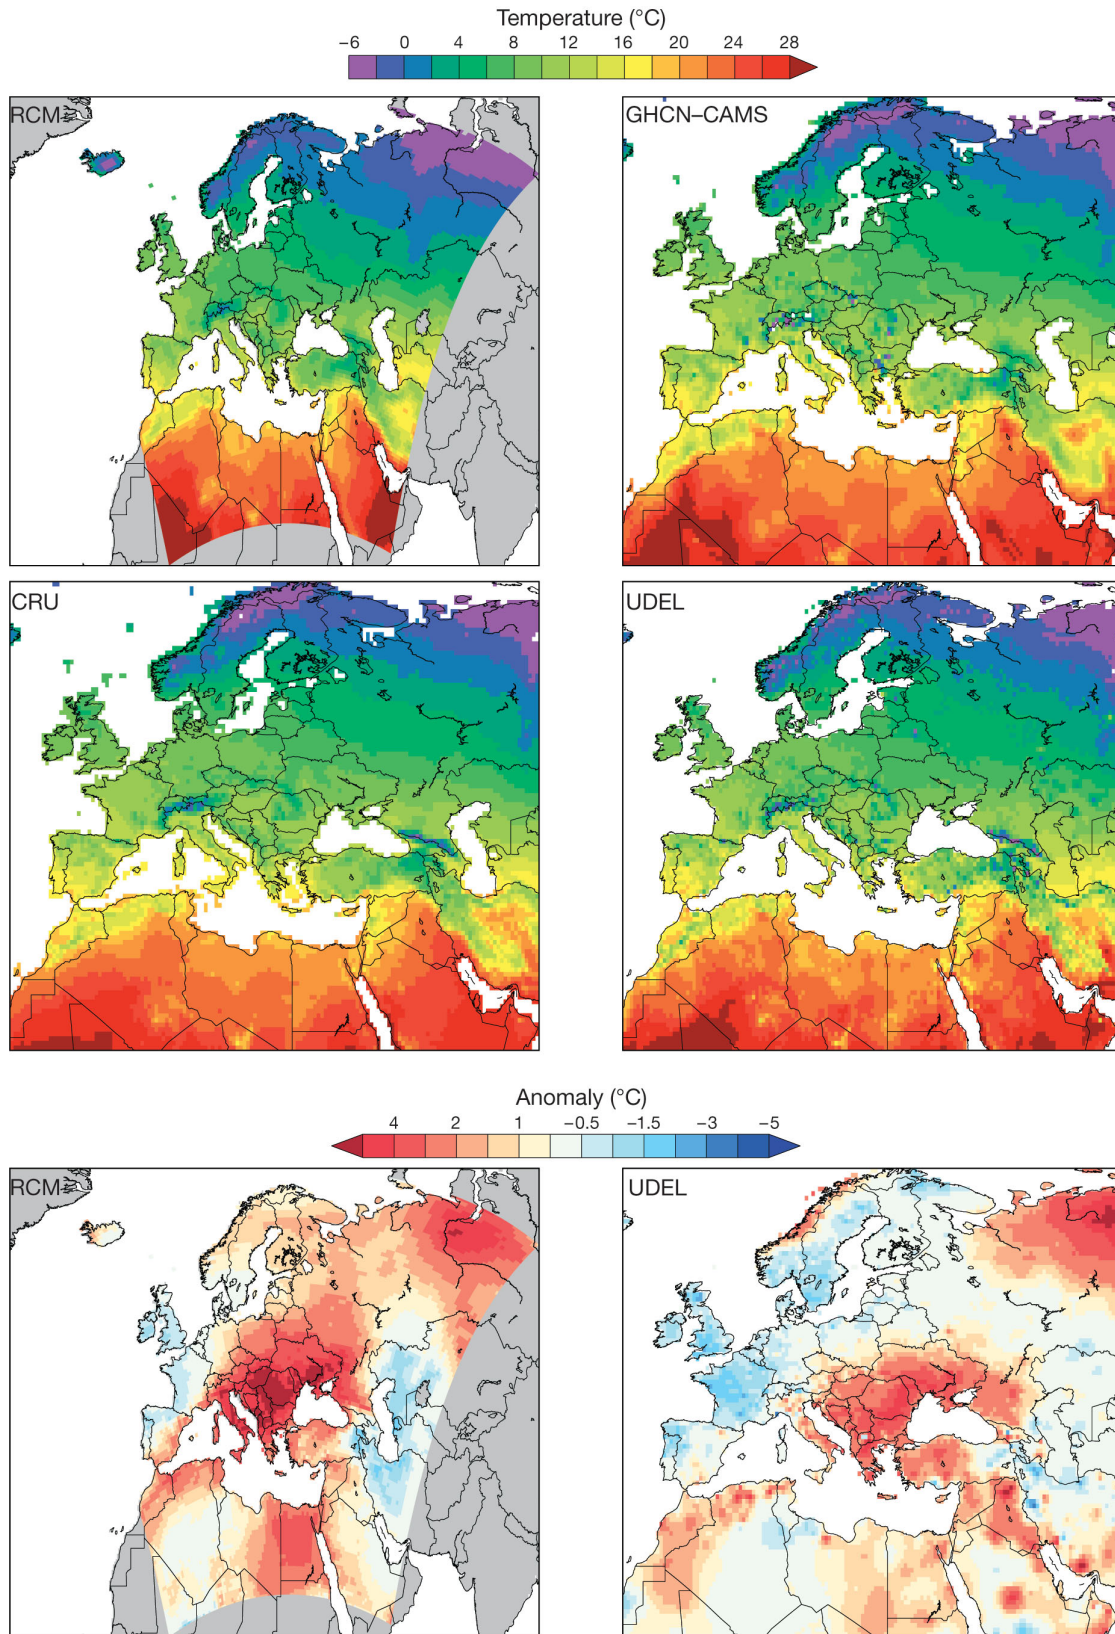 Temperature (°C)
−6 0 4 8 12 16 20 24 28
RCM
GHCN–CAMS
CRU
UDEL
Anomaly (°C)
4 2 1 −0.5 −1.5 −3 −5
RCM
UDEL